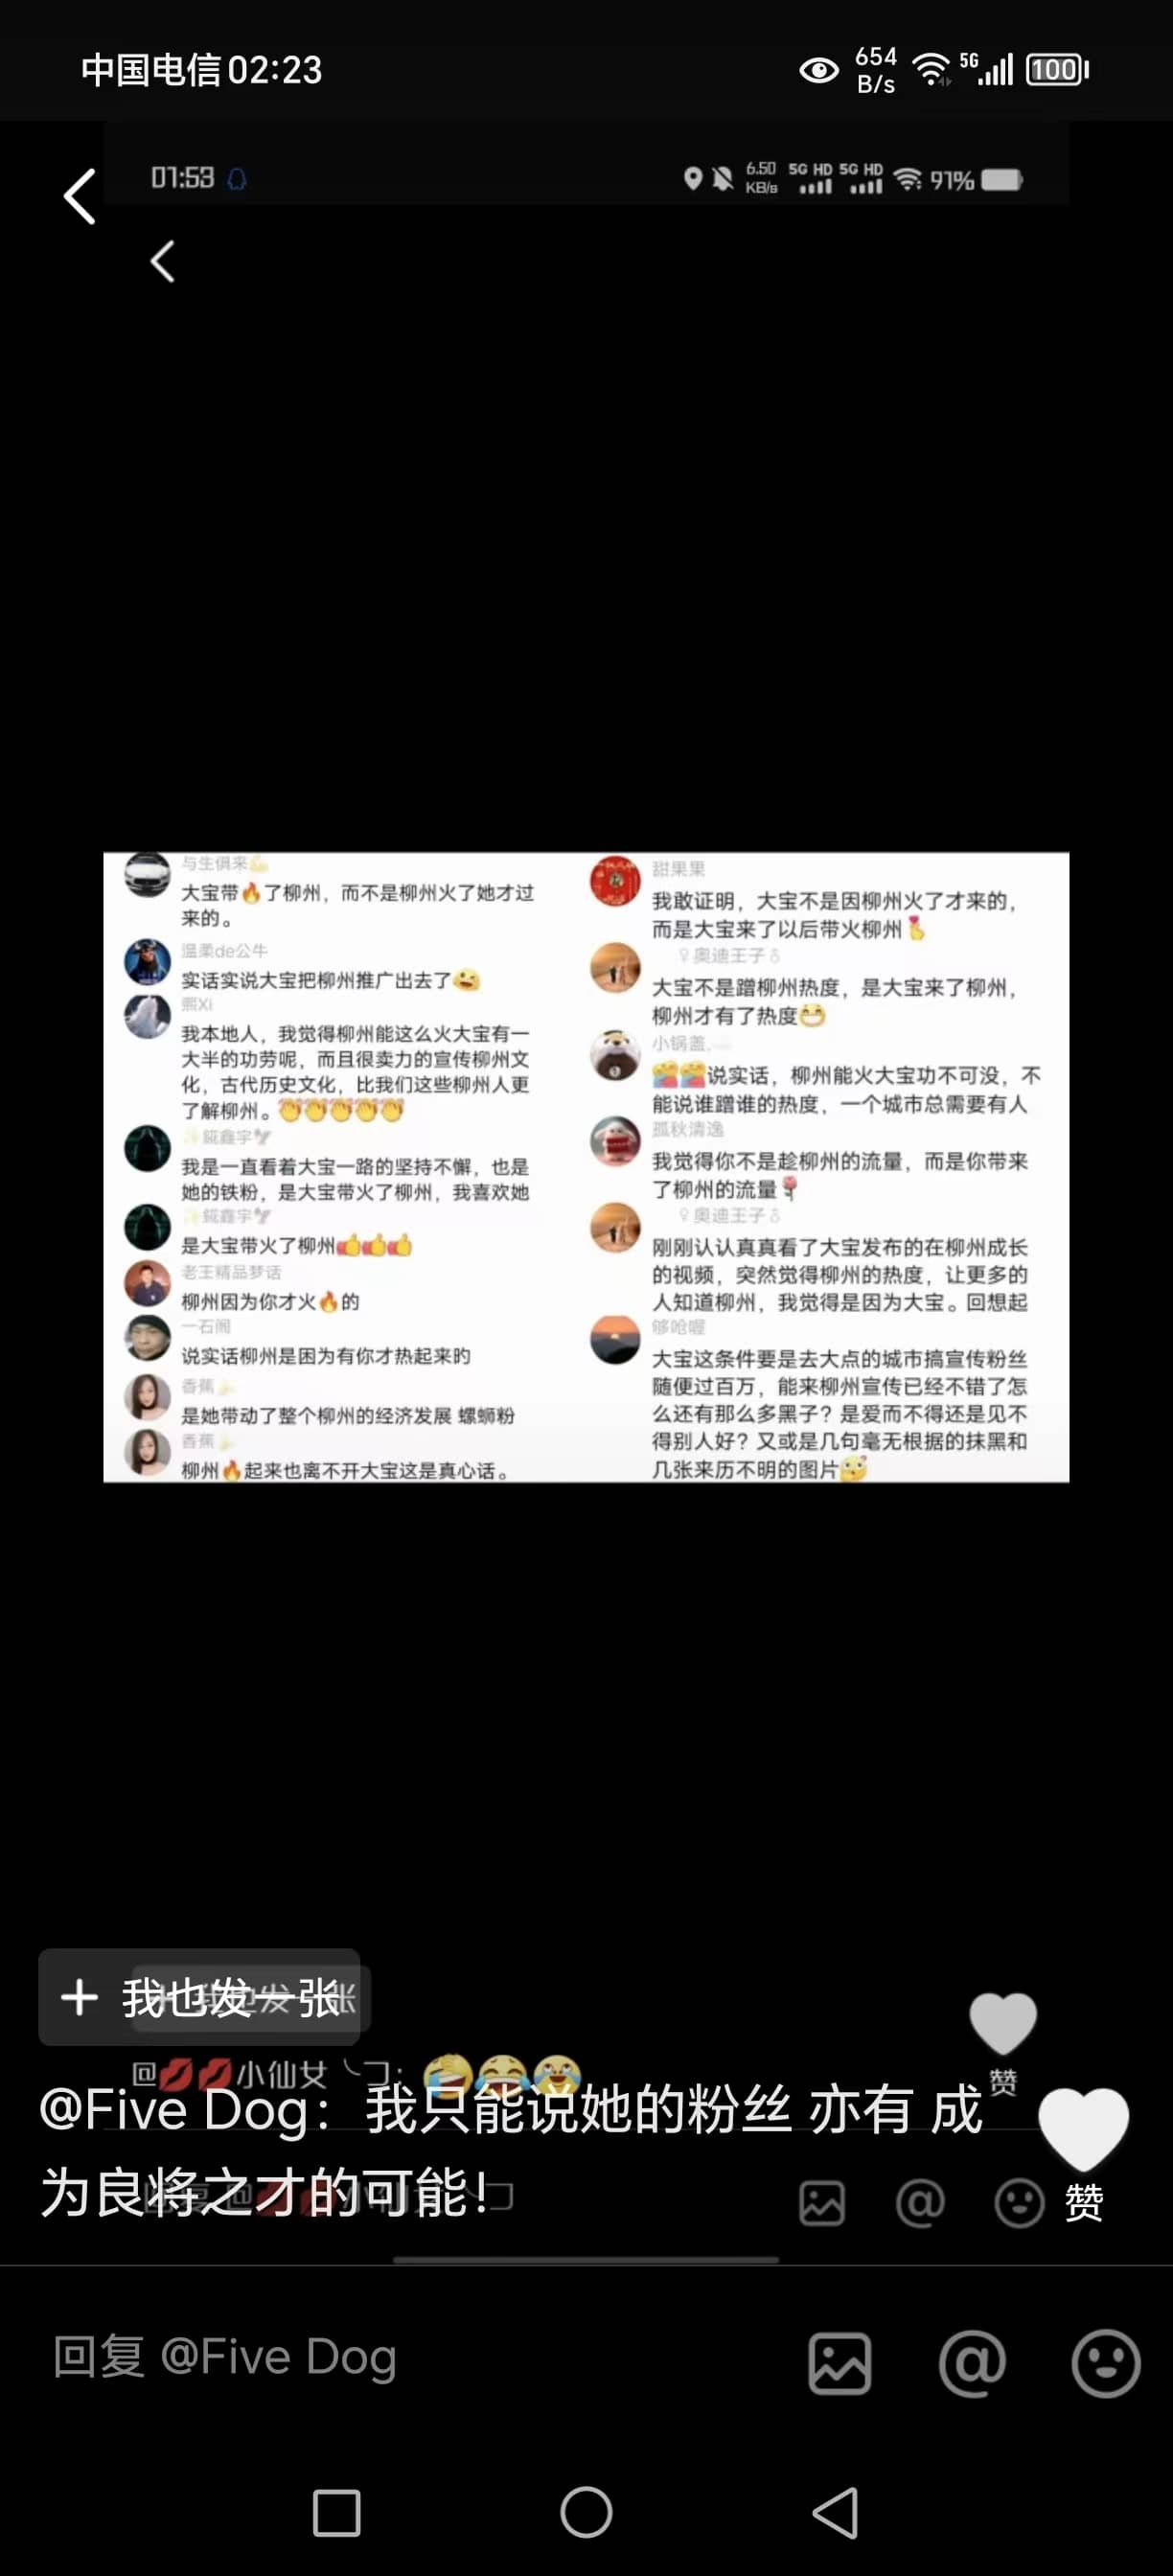 中国电信 02:23
654 B/s 5G 100
01:53
6.50 KB/s 5G HD 5G HD 91%
与生俱来💪
大宝带🔥了柳州，而不是柳州火了她才过
来的。
温柔de公牛
实话实说大宝把柳州推广出去了😄
熙Xi
我本地人，我觉得柳州能这么火大宝有一
大半的功劳呢，而且很卖力的宣传柳州文
化，古代历史文化，比我们这些柳州人更
了解柳州。👏👏👏👏👏
鑫宇
我是一直看着大宝一路的坚持不懈，也是
她的铁粉，是大宝带火了柳州，我喜欢她
鑫宇
是大宝带火了柳州👍👍👍
老王精品梦话
柳州因为你才火🔥的
一石阁
说实话柳州是因为有你才热起来旳
香蕉🍌
是她带动了整个柳州的经济发展 螺蛳粉
香蕉🍌
柳州🔥起来也离不开大宝这是真心话。
甜果果
我敢证明，大宝不是因柳州火了才来的，
而是大宝来了以后带火柳州
♀奥迪王子♂
大宝不是蹭柳州热度，是大宝来了柳州，
柳州才有了热度😁
小锅盖.
说实话，柳州能火大宝功不可没，不
能说谁蹭谁的热度，一个城市总需要有人
孤秋清逸
我觉得你不是趁柳州的流量，而是你带来
了柳州的流量🌹
♀奥迪王子♂
刚刚认认真真看了大宝发布的在柳州成长
的视频，突然觉得柳州的热度，让更多的
人知道柳州，我觉得是因为大宝。回想起
够呛喔
大宝这条件要是去大点的城市搞宣传粉丝
随便过百万，能来柳州宣传已经不错了怎
么还有那么多黑子？是爱而不得还是见不
得别人好？又或是几句毫无根据的抹黑和
几张来历不明的图片
+ 我也发一张
@💋💋小仙女╰⊃：🤣😂😂
赞
@Five Dog：我只能说她的粉丝 亦有 成
为良将之才的可能！
赞
回复 @Five Dog